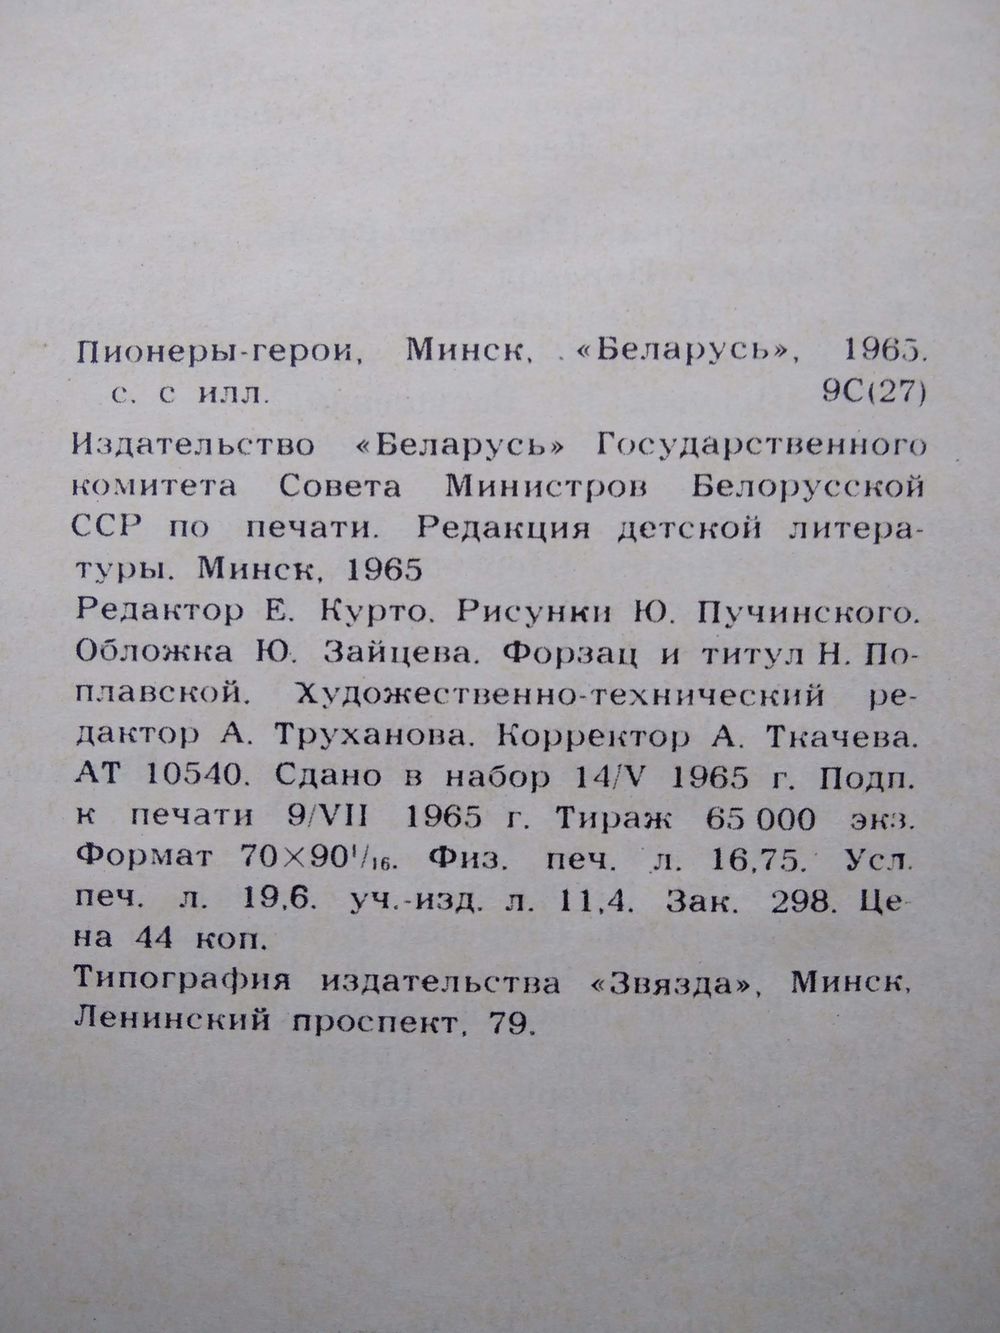 Пионеры-герои, Минск, «Беларусь», 1965.
с. с илл. 9С(27)
Издательство «Беларусь» Государственного
комитета Совета Министров Белорусской
ССР по печати. Редакция детской литера-
туры. Минск, 1965
Редактор Е. Курто. Рисунки Ю. Пучинского.
Обложка Ю. Зайцева. Форзац и титул Н. По-
плавской. Художественно-технический ре-
дактор А. Труханова. Корректор А. Ткачева.
АТ 10540. Сдано в набор 14/V 1965 г. Подп.
к печати 9/VII 1965 г. Тираж 65 000 экз.
Формат 70×90¹/₁₆. Физ. печ. л. 16,75. Усл.
печ. л. 19,6. уч.-изд. л. 11,4. Зак. 298. Це-
на 44 коп.
Типография издательства «Звязда», Минск,
Ленинский проспект, 79.